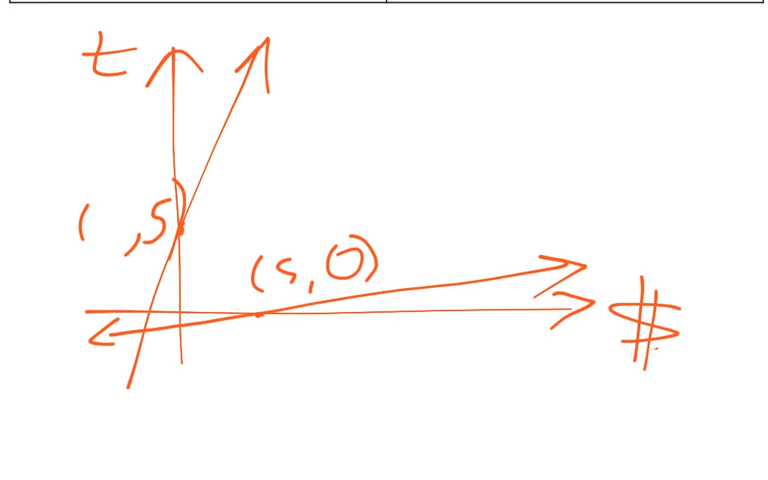 t
( ,5)
(5,0)
$